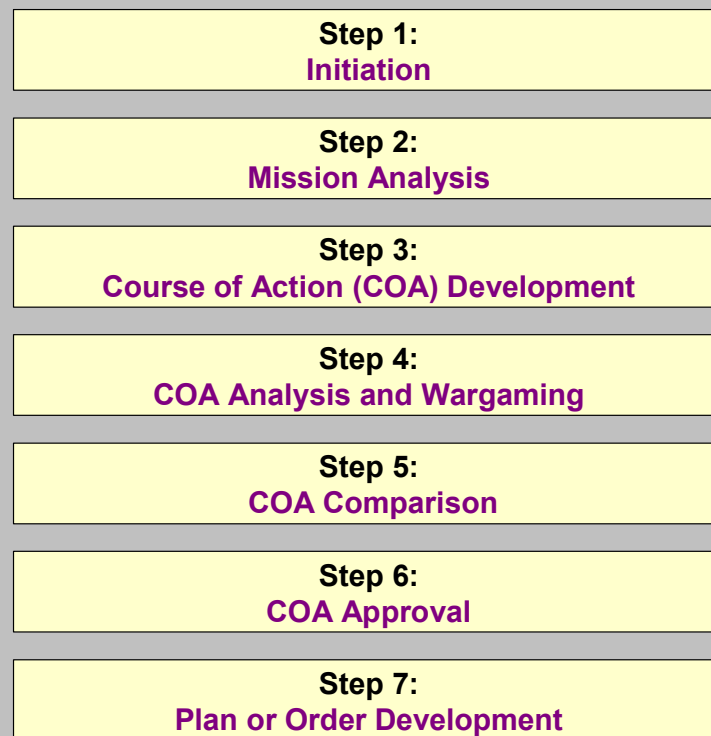 Step 1:
Initiation
Step 2:
Mission Analysis
Step 3:
Course of Action (COA) Development
Step 4:
COA Analysis and Wargaming
Step 5:
COA Comparison
Step 6:
COA Approval
Step 7:
Plan or Order Development